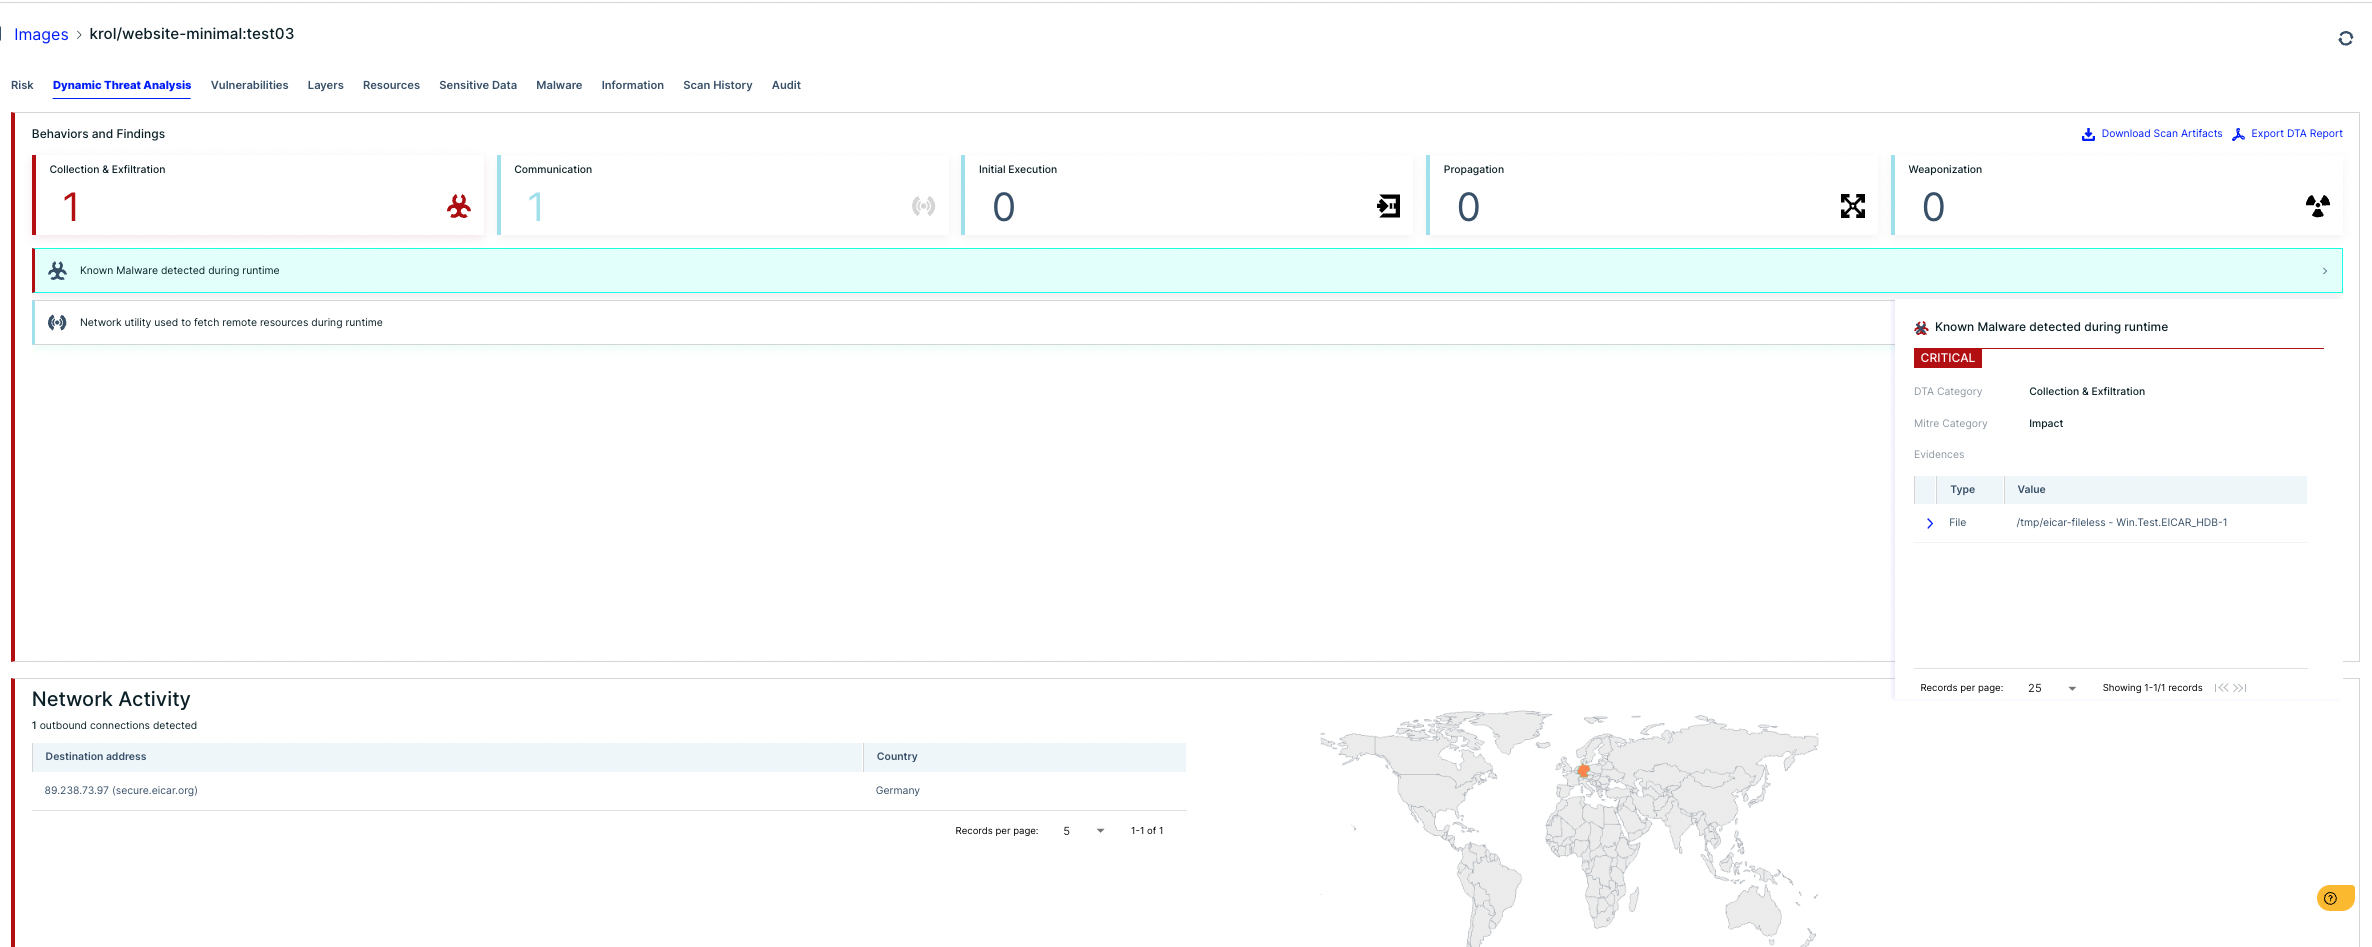 Images > krol/website-minimal:test03
Risk Dynamic Threat Analysis Vulnerabilities Layers Resources Sensitive Data Malware Information Scan History Audit
Behaviors and Findings
Download Scan Artifacts Export DTA Report
Collection & Exfiltration
1
Communication
1
Initial Execution
0
Propagation
0
Weaponization
0
Known Malware detected during runtime
Network utility used to fetch remote resources during runtime
Known Malware detected during runtime
CRITICAL
DTA Category Collection & Exfiltration
Mitre Category Impact
Evidences
Type Value
File /tmp/eicar-fileless - Win.Test.EICAR_HDB-1
Records per page: 25 Showing 1-1/1 records
Network Activity
1 outbound connections detected
Destination address Country
89.238.73.97 (secure.eicar.org) Germany
Records per page: 5 1-1 of 1